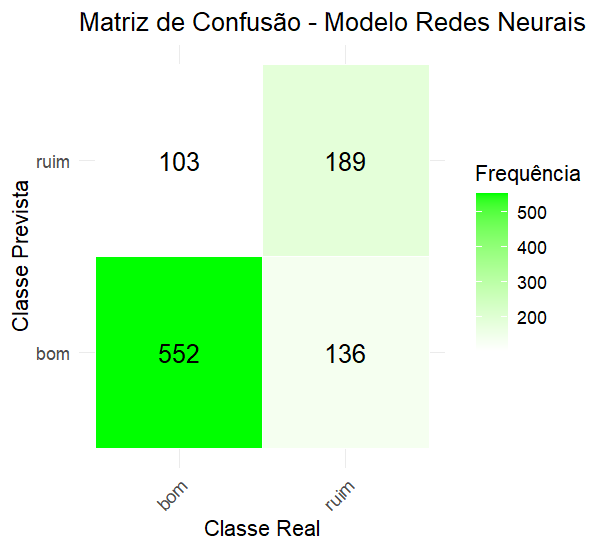 Matriz de Confusão - Modelo Redes Neurais
Classe Prevista
ruim
103
189
bom
552
136
bom
ruim
Classe Real
Frequência
500
400
300
200